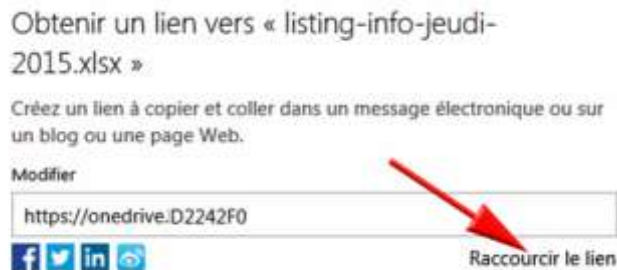 Obtenir un lien vers « listing-info-jeudi-
2015.xlsx »
Créez un lien à copier et coller dans un message électronique ou sur
un blog ou une page Web.
Modifier
https://onedrive.D2242F0
Raccourcir le lien